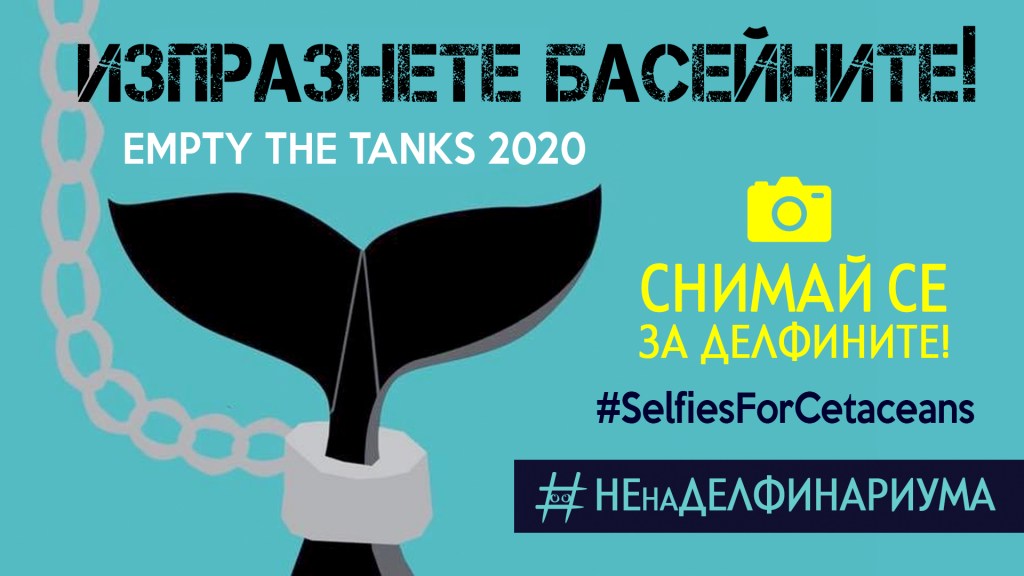 ИЗПРАЗНЕТЕ БАСЕЙНИТЕ!
EMPTY THE TANKS 2020
СНИМАЙ СЕ
ЗА ДЕЛФИНИТЕ!
#SelfiesForCetaceans
#НЕнаДЕЛФИНАРИУМА